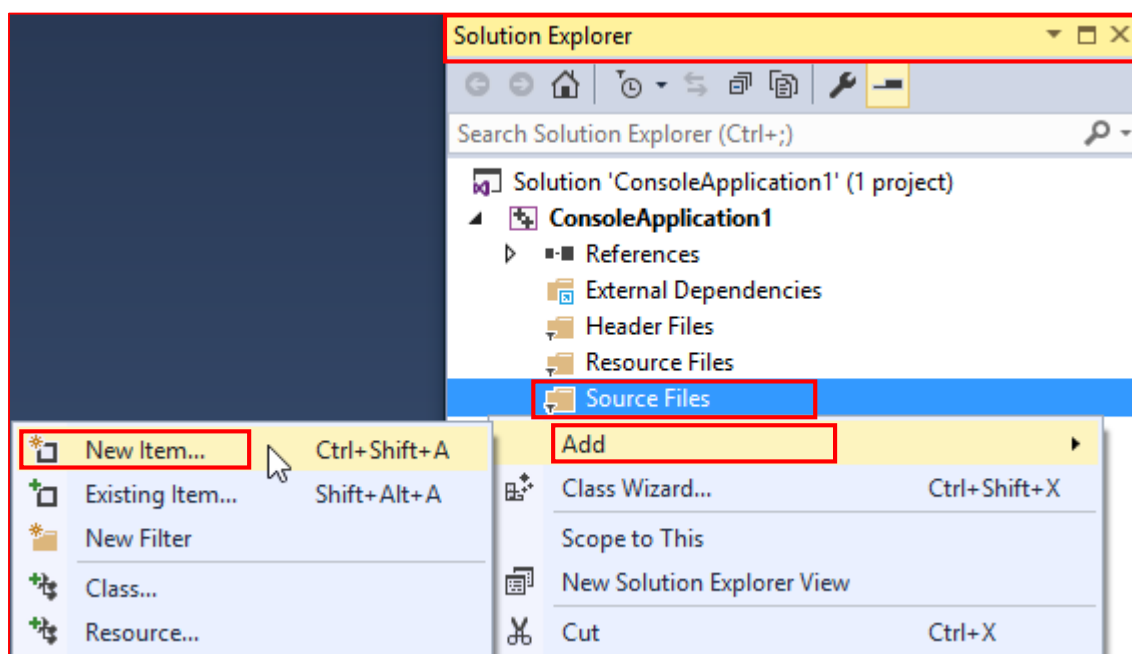 Solution Explorer
Search Solution Explorer (Ctrl+;)
Solution 'ConsoleApplication1' (1 project)
ConsoleApplication1
References
External Dependencies
Header Files
Resource Files
Source Files
Add
Class Wizard... Ctrl+Shift+X
Scope to This
New Solution Explorer View
Cut Ctrl+X
New Item... Ctrl+Shift+A
Existing Item... Shift+Alt+A
New Filter
Class...
Resource...